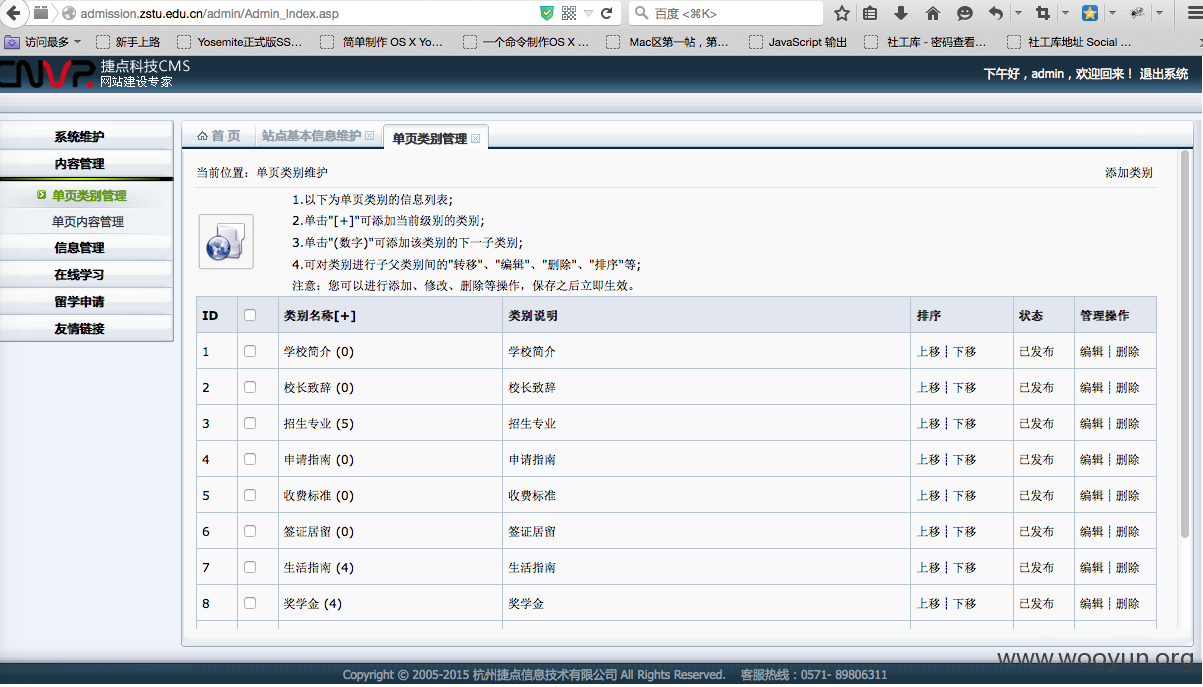 admission.zstu.edu.cn/admin/Admin_Index.asp
百度 <⌘K>
访问最多
新手上路
Yosemite正式版SS...
简单制作 OS X Yo...
一个命令制作OS X ...
Mac区第一帖，第...
JavaScript 输出
社工库 - 密码查看...
社工库地址 Social ...
CNVP.
捷点科技CMS
网站建设专家
下午好，admin，欢迎回来！ 退出系统
系统维护
内容管理
单页类别管理
单页内容管理
信息管理
在线学习
留学申请
友情链接
首 页
站点基本信息维护
单页类别管理
当前位置：单页类别维护
添加类别
1.以下为单页类别的信息列表;
2.单击"[+]"可添加当前级别的类别;
3.单击"(数字)"可添加该类别的下一子类别;
4.可对类别进行子父类别间的"转移"、"编辑"、"删除"、"排序"等;
注意：您可以进行添加、修改、删除等操作，保存之后立即生效。
ID 类别名称[+] 类别说明 排序 状态 管理操作
1 学校简介 (0) 学校简介 上移┆下移 已发布 编辑┆删除
2 校长致辞 (0) 校长致辞 上移┆下移 已发布 编辑┆删除
3 招生专业 (5) 招生专业 上移┆下移 已发布 编辑┆删除
4 申请指南 (0) 申请指南 上移┆下移 已发布 编辑┆删除
5 收费标准 (0) 收费标准 上移┆下移 已发布 编辑┆删除
6 签证居留 (0) 签证居留 上移┆下移 已发布 编辑┆删除
7 生活指南 (4) 生活指南 上移┆下移 已发布 编辑┆删除
8 奖学金 (4) 奖学金 上移┆下移 已发布 编辑┆删除
www.wooyun.org
Copyright © 2005-2015 杭州捷点信息技术有限公司 All Rights Reserved. 客服热线：0571- 89806311